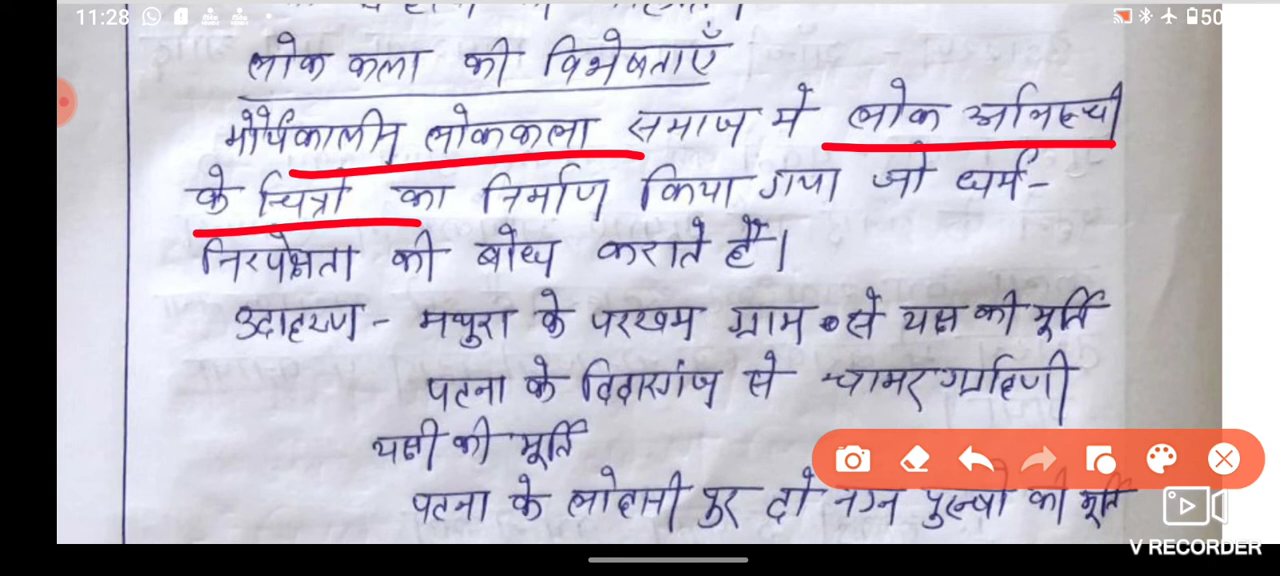 11:28
50
लोक कला की विशेषताएँ
मौर्यकालीन लोककला समाज में लोक अभिरूची
के चित्रो का निर्माण किया गया जो धर्म-
निरपेक्षता की बोध कराते हैं।
उदाहरण - मथुरा के परखम ग्राम से यक्ष की मूर्ति
पटना के दिदारगंज से चामर ग्राहिणी
यक्षी की मूर्ति
पटना के लोहानी पुर दो नग्न पुरूषो की मूर्ति
V RECORDER